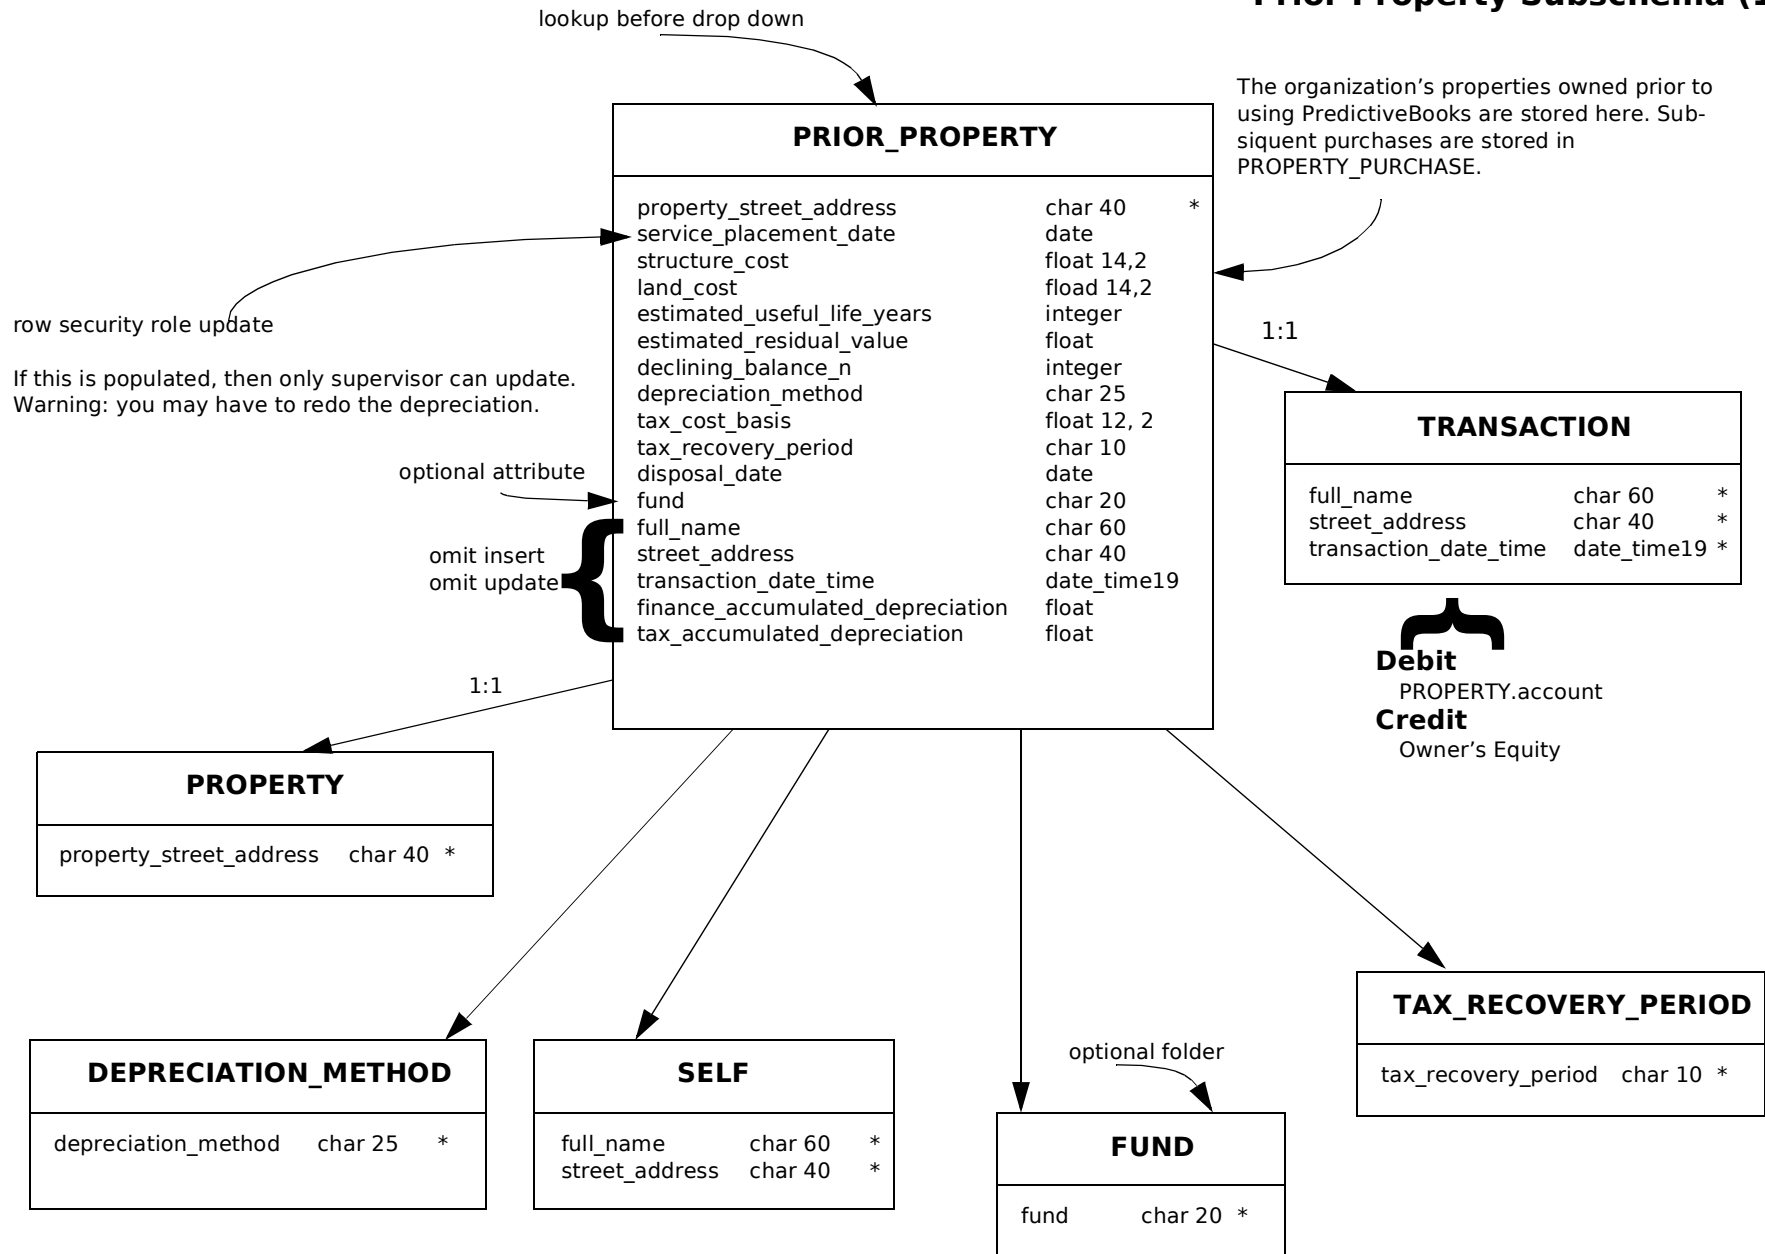 lookup before drop down
Prior Property Subschema (1
The organization’s properties owned prior to
using PredictiveBooks are stored here. Sub-
siquent purchases are stored in
PROPERTY_PURCHASE.
PRIOR_PROPERTY
property_street_address char 40 *
service_placement_date date
structure_cost float 14,2
land_cost fload 14,2
estimated_useful_life_years integer
estimated_residual_value float
declining_balance_n integer
depreciation_method char 25
tax_cost_basis float 12, 2
tax_recovery_period char 10
disposal_date date
fund char 20
full_name char 60
street_address char 40
transaction_date_time date_time19
finance_accumulated_depreciation float
tax_accumulated_depreciation float
row security role update
If this is populated, then only supervisor can update.
Warning: you may have to redo the depreciation.
optional attribute
omit insert
omit update
{
1:1
TRANSACTION
full_name char 60 *
street_address char 40 *
transaction_date_time date_time19 *
{
Debit
PROPERTY.account
Credit
Owner’s Equity
1:1
PROPERTY
property_street_address char 40 *
DEPRECIATION_METHOD
depreciation_method char 25 *
SELF
full_name char 60 *
street_address char 40 *
optional folder
FUND
fund char 20 *
TAX_RECOVERY_PERIOD
tax_recovery_period char 10 *